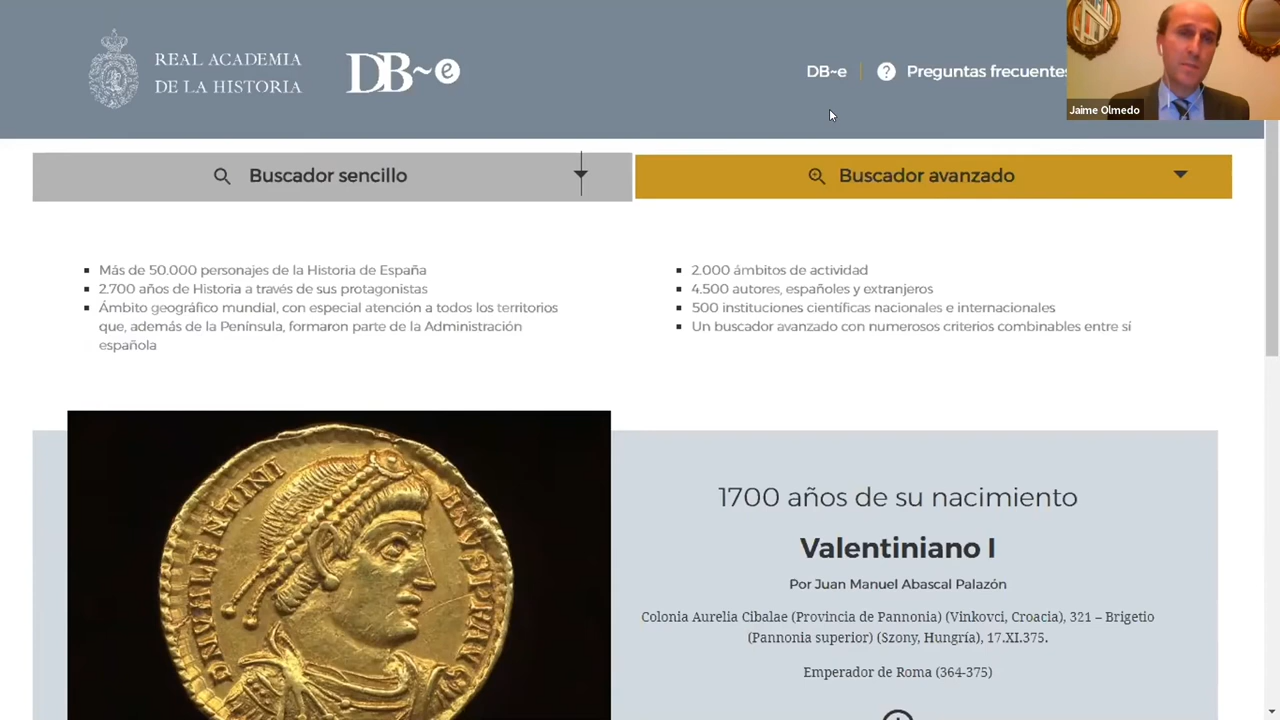 REAL ACADEMIA
DE LA HISTORIA
DB~e
DB~e
Preguntas frecuentes
Jaime Olmedo
Buscador sencillo
Buscador avanzado
Más de 50.000 personajes de la Historia de España
2.700 años de Historia a través de sus protagonistas
Ámbito geográfico mundial, con especial atención a todos los territorios
que, además de la Península, formaron parte de la Administración
española
2.000 ámbitos de actividad
4.500 autores, españoles y extranjeros
500 instituciones científicas nacionales e internacionales
Un buscador avanzado con numerosos criterios combinables entre sí
1700 años de su nacimiento
Valentiniano I
Por Juan Manuel Abascal Palazón
Colonia Aurelia Cibalae (Provincia de Pannonia) (Vinkovci, Croacia), 321 – Brigetio
(Pannonia superior) (Szony, Hungría), 17.XI.375.
Emperador de Roma (364-375)
DNVALENTINI
ANVSPFAVG